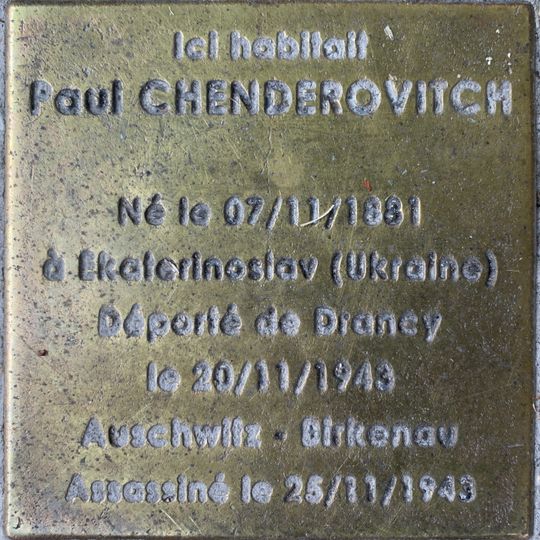 Ici habitait
Paul CHENDEROVITCH
Né le 07/11/1881
à Ekaterinoslav (Ukraine)
Déporté de Drancy
le 20/11/1943
Auschwitz - Birkenau
Assassiné le 25/11/1943